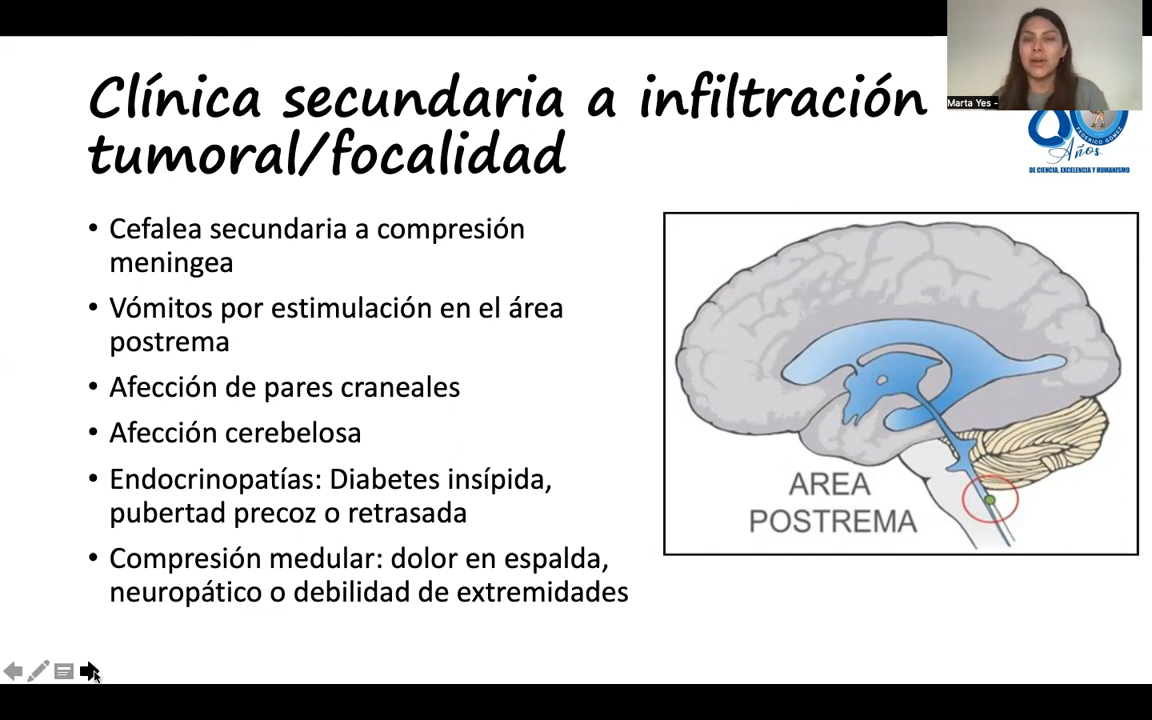 Clínica secundaria a infiltración
tumoral/focalidad
Marta Yes -
FEDERICO GÓMEZ
Años
DE CIENCIA, EXCELENCIA Y HUMANISMO
• Cefalea secundaria a compresión
meningea
• Vómitos por estimulación en el área
postrema
• Afección de pares craneales
• Afección cerebelosa
• Endocrinopatías: Diabetes insípida,
pubertad precoz o retrasada
• Compresión medular: dolor en espalda,
neuropático o debilidad de extremidades
AREA
POSTREMA